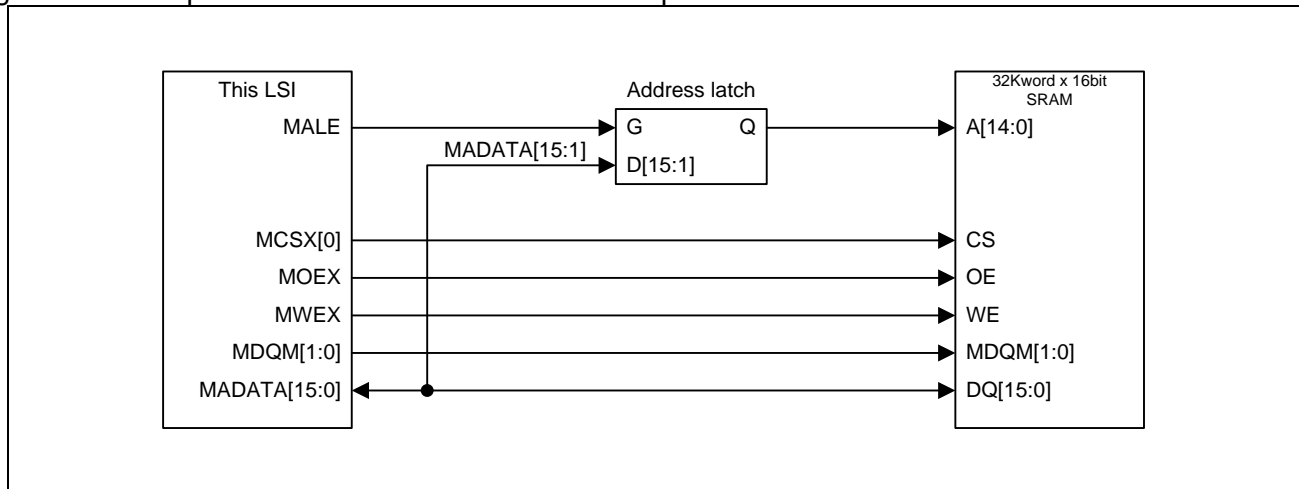 This LSI
Address latch
32Kword x 16bit
SRAM
MALE
G Q
A[14:0]
MADATA[15:1]
D[15:1]
MCSX[0]
CS
MOEX
OE
MWEX
WE
MDQM[1:0]
MDQM[1:0]
MADATA[15:0]
DQ[15:0]